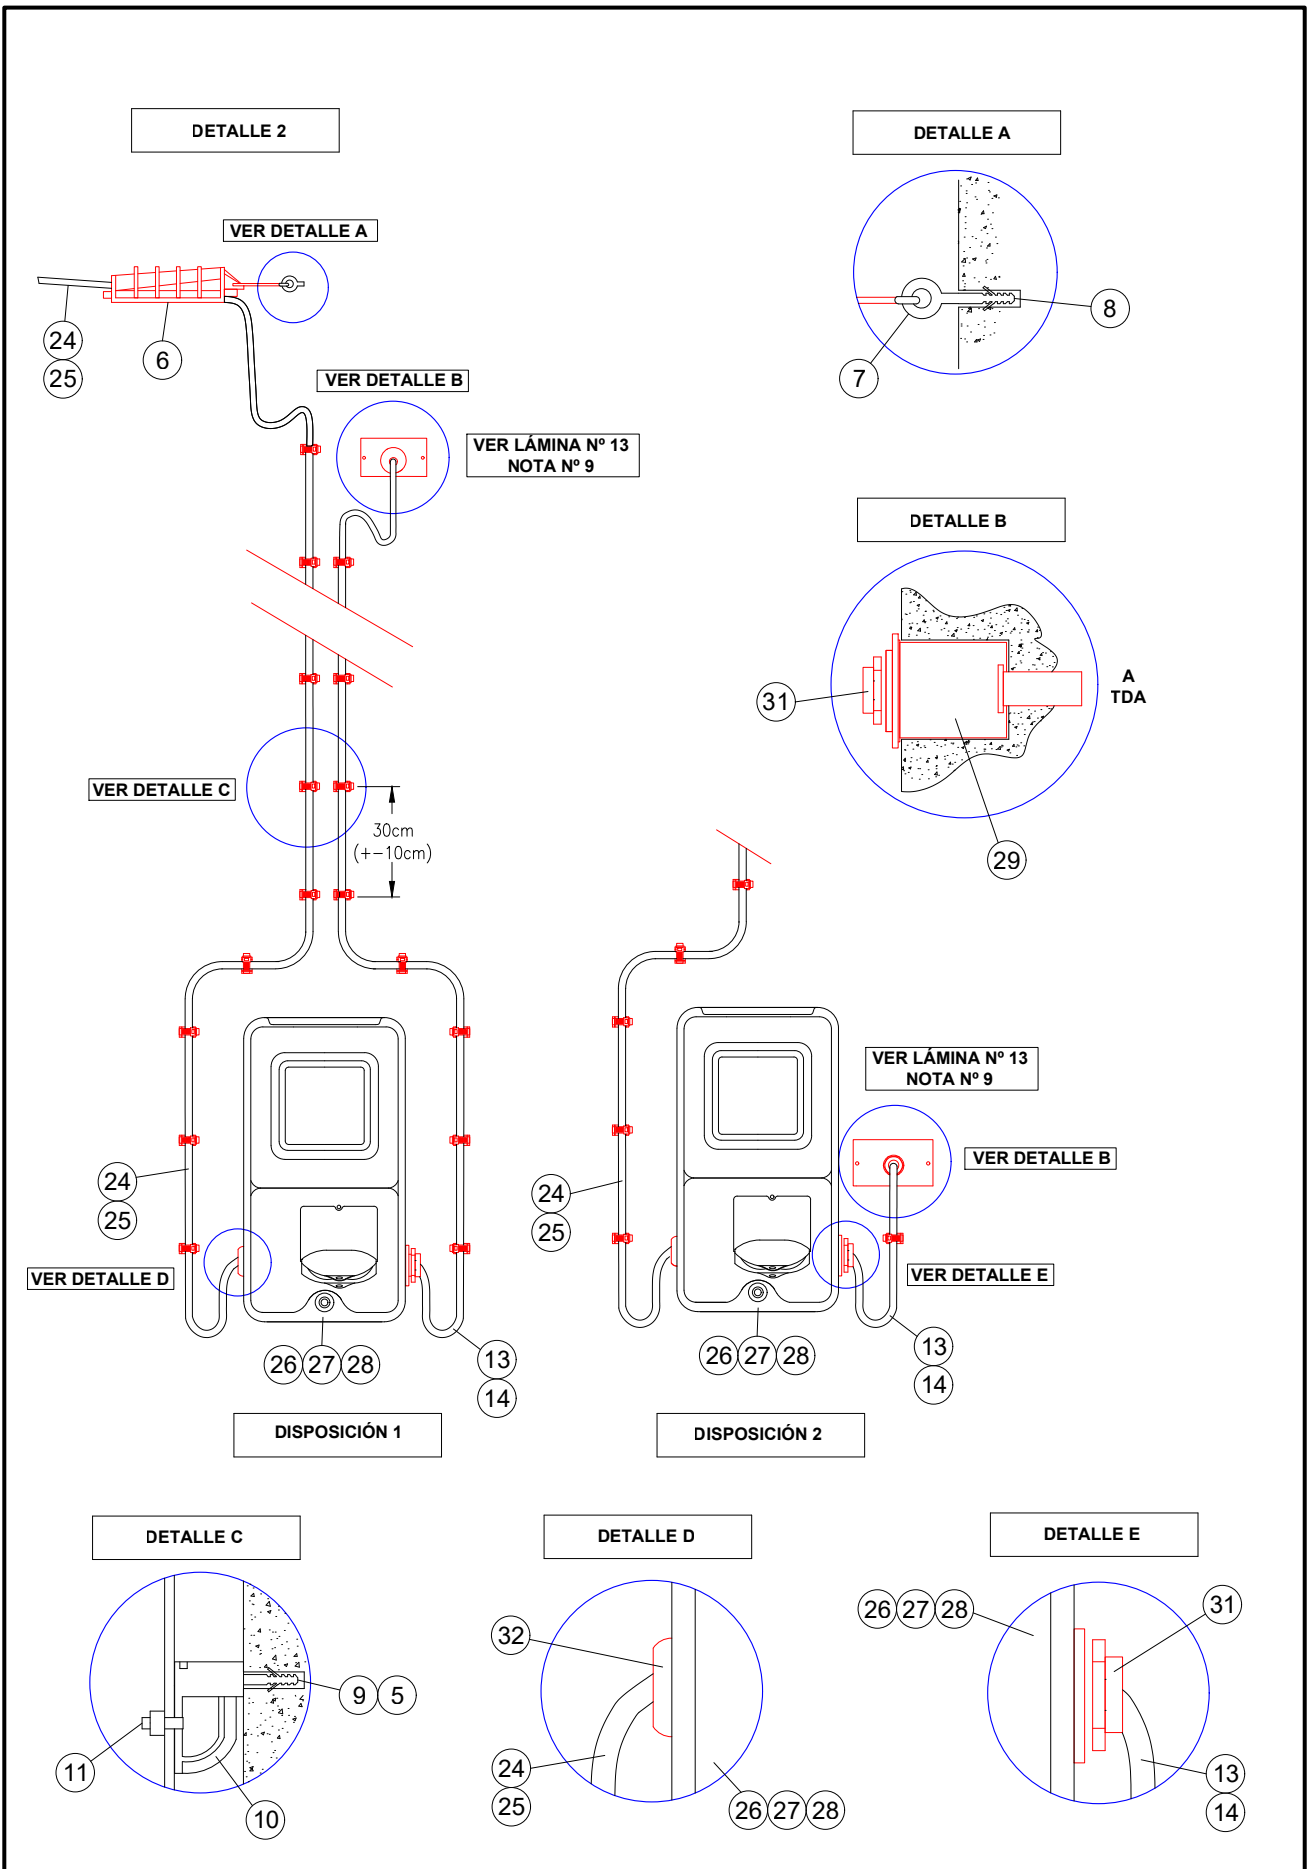 DETALLE 2
DETALLE A
VER DETALLE A
24
25
6
7
8
VER DETALLE B
VER LÁMINA Nº 13
NOTA Nº 9
DETALLE B
31
A
TDA
29
VER DETALLE C
30cm
(+-10cm)
VER LÁMINA Nº 13
NOTA Nº 9
VER DETALLE B
24
25
24
25
VER DETALLE D
VER DETALLE E
26 27 28
13
14
26 27 28
13
14
DISPOSICIÓN 1
DISPOSICIÓN 2
DETALLE C
DETALLE D
DETALLE E
9 5
11
10
32
24
25
26 27 28
26 27 28
31
13
14